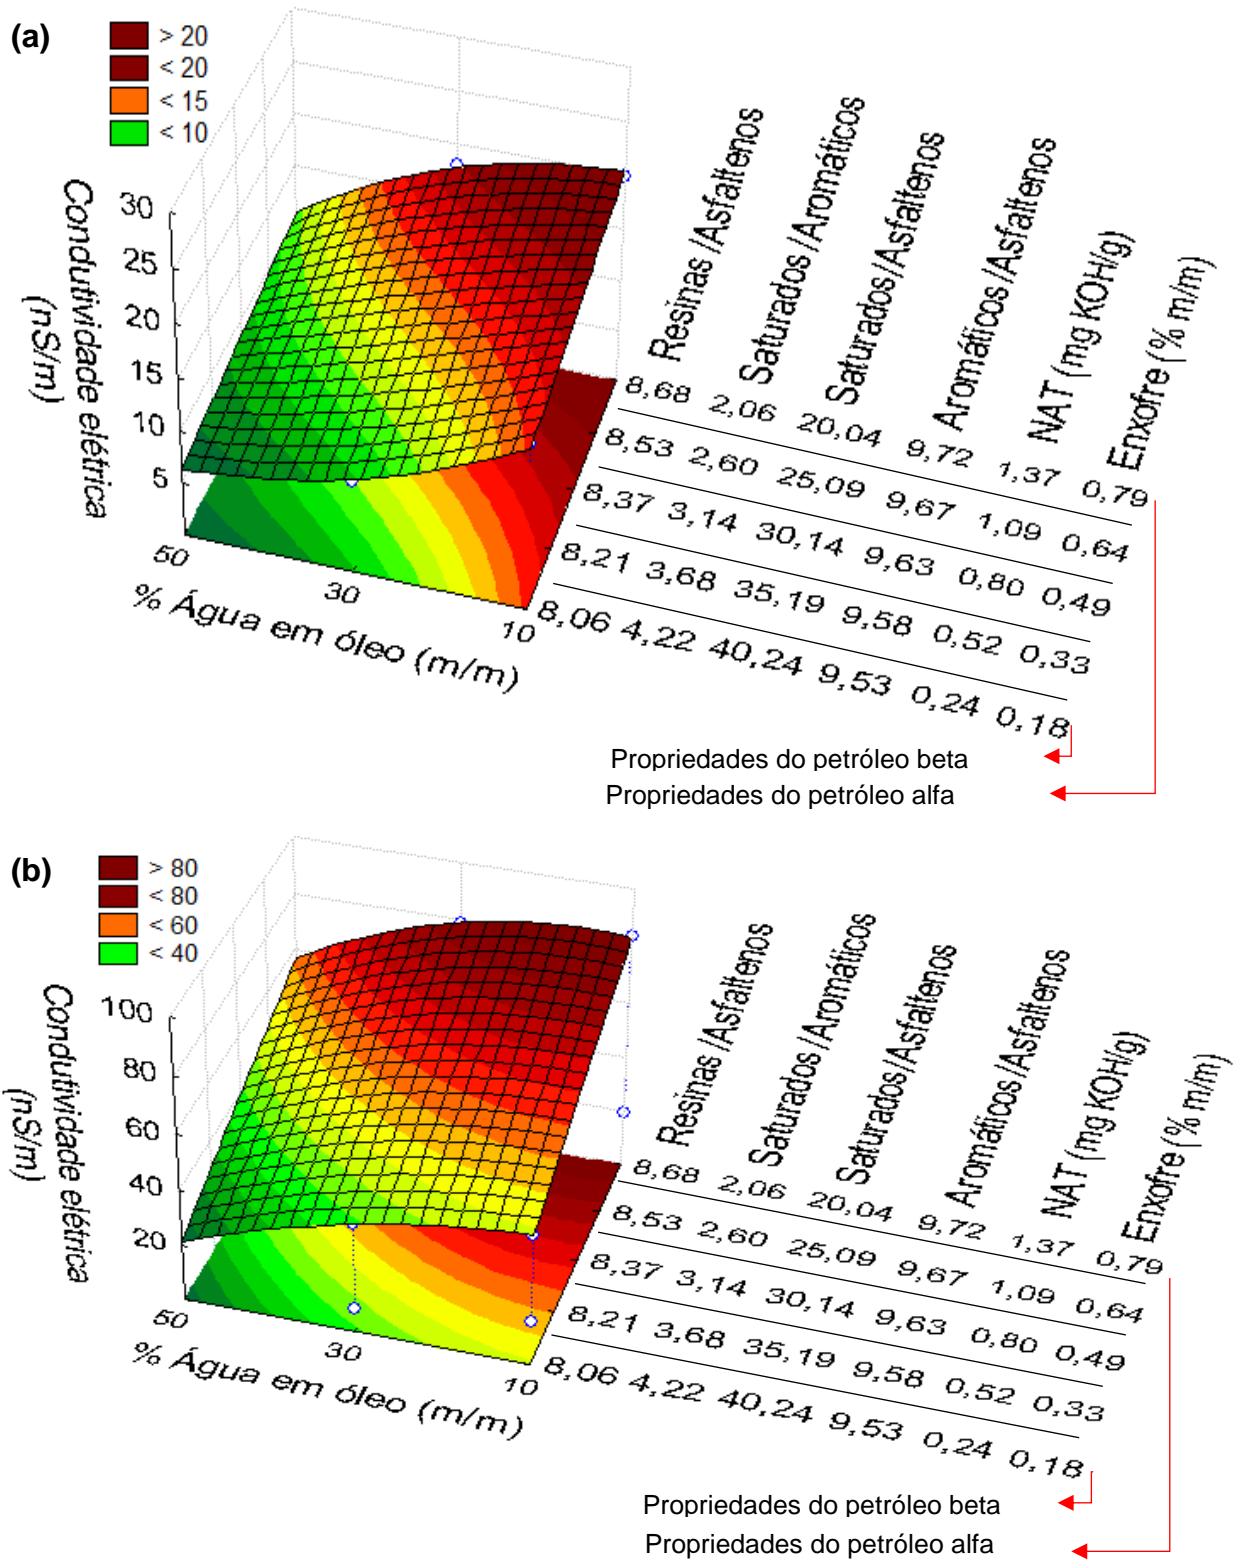 (a)
> 20
< 20
< 15
< 10
Condutividade elétrica
(nS/m)
30
25
20
15
10
5
50
30
10
% Água em óleo (m/m)
Resinas /Asfaltenos
Saturados /Aromáticos
Saturados/Asfaltenos
Aromáticos /Asfaltenos
NAT (mg KOH/g)
Enxofre (% m/m)
8,68 2,06 20,04 9,72 1,37 0,79
8,53 2,60 25,09 9,67 1,09 0,64
8,37 3,14 30,14 9,63 0,80 0,49
8,21 3,68 35,19 9,58 0,52 0,33
8,06 4,22 40,24 9,53 0,24 0,18
Propriedades do petróleo beta
Propriedades do petróleo alfa
(b)
> 80
< 80
< 60
< 40
Condutividade elétrica
(nS/m)
100
80
60
40
20
50
30
10
% Água em óleo (m/m)
Resinas /Asfaltenos
Saturados /Aromáticos
Saturados/Asfaltenos
Aromáticos /Asfaltenos
NAT (mg KOH/g)
Enxofre (% m/m)
8,68 2,06 20,04 9,72 1,37 0,79
8,53 2,60 25,09 9,67 1,09 0,64
8,37 3,14 30,14 9,63 0,80 0,49
8,21 3,68 35,19 9,58 0,52 0,33
8,06 4,22 40,24 9,53 0,24 0,18
Propriedades do petróleo beta
Propriedades do petróleo alfa